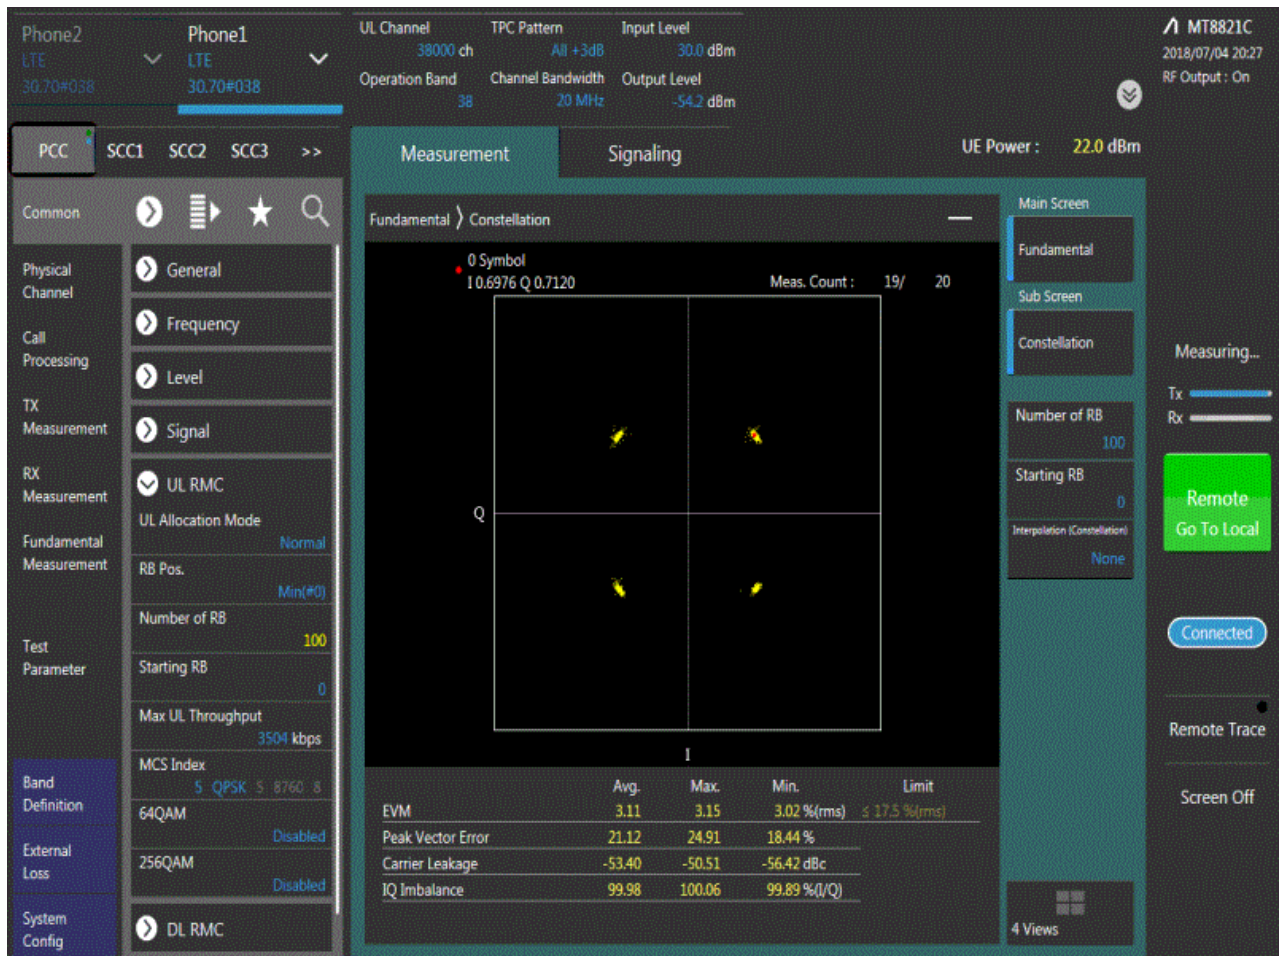 Phone2
LTE
30.70#038
Phone1
LTE
30.70#038
UL Channel
38000 ch
TPC Pattern
All +3dB
Input Level
30.0 dBm
Operation Band
38
Channel Bandwidth
20 MHz
Output Level
-54.2 dBm
MT8821C
2018/07/04 20:27
RF Output : On
PCC SCC1 SCC2 SCC3 >>
Measurement
Signaling
UE Power : 22.0 dBm
Common
Physical
Channel
Call
Processing
TX
Measurement
RX
Measurement
Fundamental
Measurement
Test
Parameter
Band
Definition
External
Loss
System
Config
General
Frequency
Level
Signal
UL RMC
UL Allocation Mode
Normal
RB Pos.
Min(#0)
Number of RB
100
Starting RB
0
Max UL Throughput
3504 kbps
MCS Index
5 QPSK 5 8760 8
64QAM
Disabled
256QAM
Disabled
DL RMC
Fundamental 〉 Constellation
0 Symbol
I 0.6976 Q 0.7120
Meas. Count : 19/ 20
Q
I
Avg. Max. Min. Limit
EVM 3.11 3.15 3.02 %(rms) ≤ 17.5 %(rms)
Peak Vector Error 21.12 24.91 18.44 %
Carrier Leakage -53.40 -50.51 -56.42 dBc
IQ Imbalance 99.98 100.06 99.89 %(I/Q)
Main Screen
Fundamental
Sub Screen
Constellation
Number of RB
100
Starting RB
0
Interpolation (Constellation)
None
4 Views
Measuring...
Tx
Rx
Remote
Go To Local
Connected
Remote Trace
Screen Off